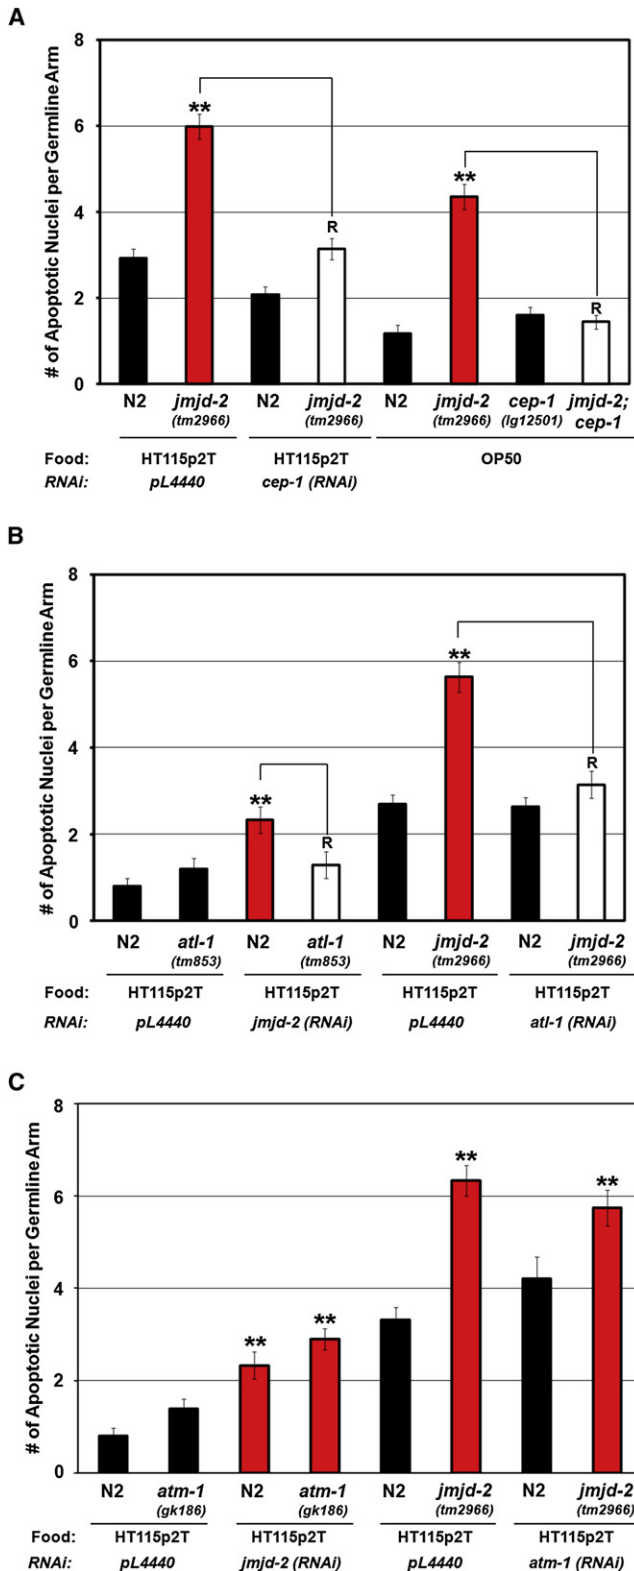 A
# of Apoptotic Nuclei per Germline Arm
8
6
4
2
0
**
R
**
R
N2 jmjd-2 N2 jmjd-2 N2 jmjd-2 cep-1 jmjd-2;
(tm2966) (tm2966) (tm2966) (lg12501) cep-1
Food: HT115p2T HT115p2T OP50
RNAi: pL4440 cep-1 (RNAi)
B
# of Apoptotic Nuclei per Germline Arm
8
6
4
2
0
**
R
**
R
N2 atl-1 N2 atl-1 N2 jmjd-2 N2 jmjd-2
(tm853) (tm853) (tm2966) (tm2966)
Food: HT115p2T HT115p2T HT115p2T HT115p2T
RNAi: pL4440 jmjd-2 (RNAi) pL4440 atl-1 (RNAi)
C
# of Apoptotic Nuclei per Germline Arm
8
6
4
2
0
**
**
**
**
N2 atm-1 N2 atm-1 N2 jmjd-2 N2 jmjd-2
(gk186) (gk186) (tm2966) (tm2966)
Food: HT115p2T HT115p2T HT115p2T HT115p2T
RNAi: pL4440 jmjd-2 (RNAi) pL4440 atm-1 (RNAi)